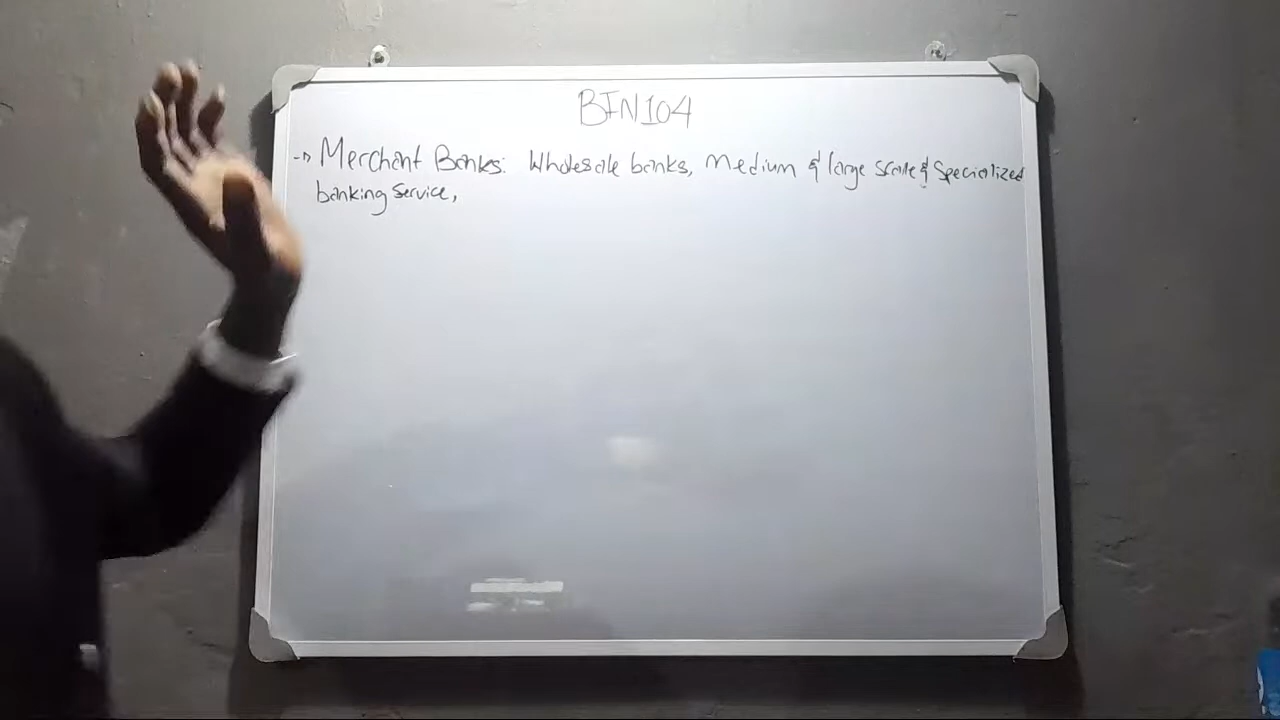 BFN104
→ Merchant Banks: Wholesale banks, Medium & large scale & Specialized
banking service,